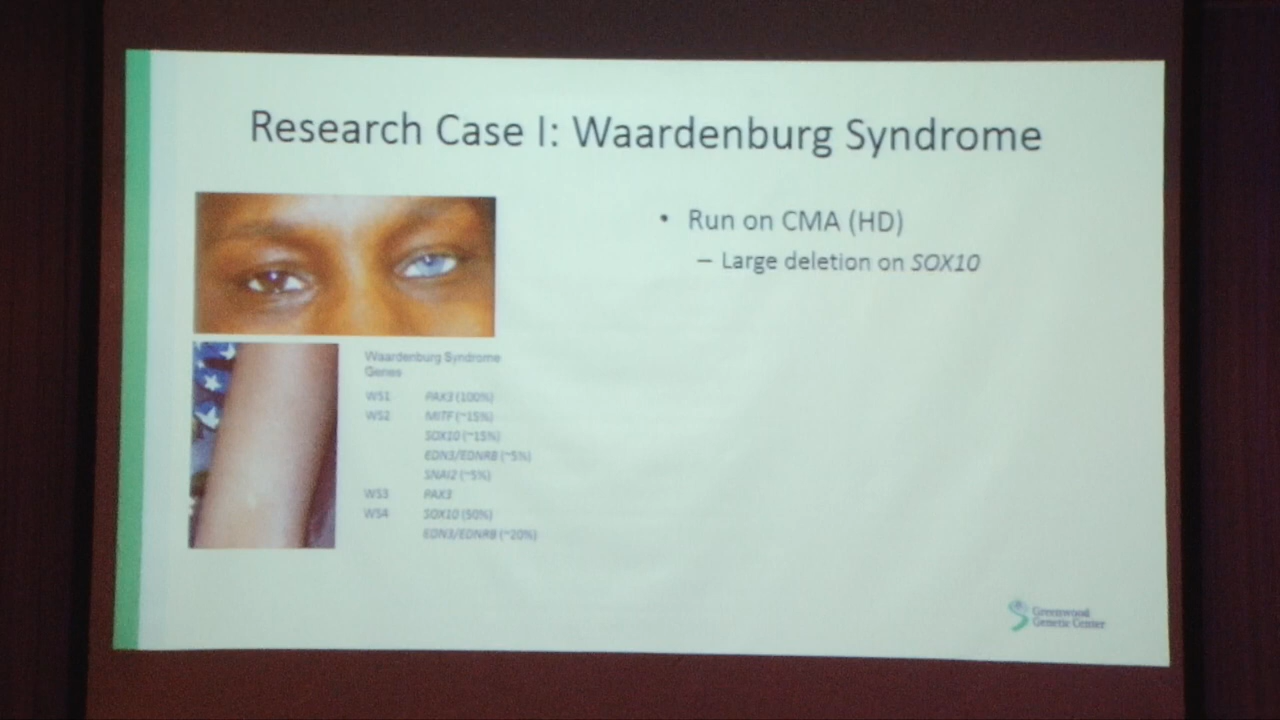 Research Case I: Waardenburg Syndrome
• Run on CMA (HD)
– Large deletion on SOX10
Waardenburg Syndrome
Genes
WS1 PAX3 (100%)
WS2 MITF (~15%)
SOX10 (~15%)
EDN3/EDNRB (~5%)
SNAI2 (~5%)
WS3 PAX3
WS4 SOX10 (50%)
EDN3/EDNRB (~20%)
Greenwood
Genetic Center